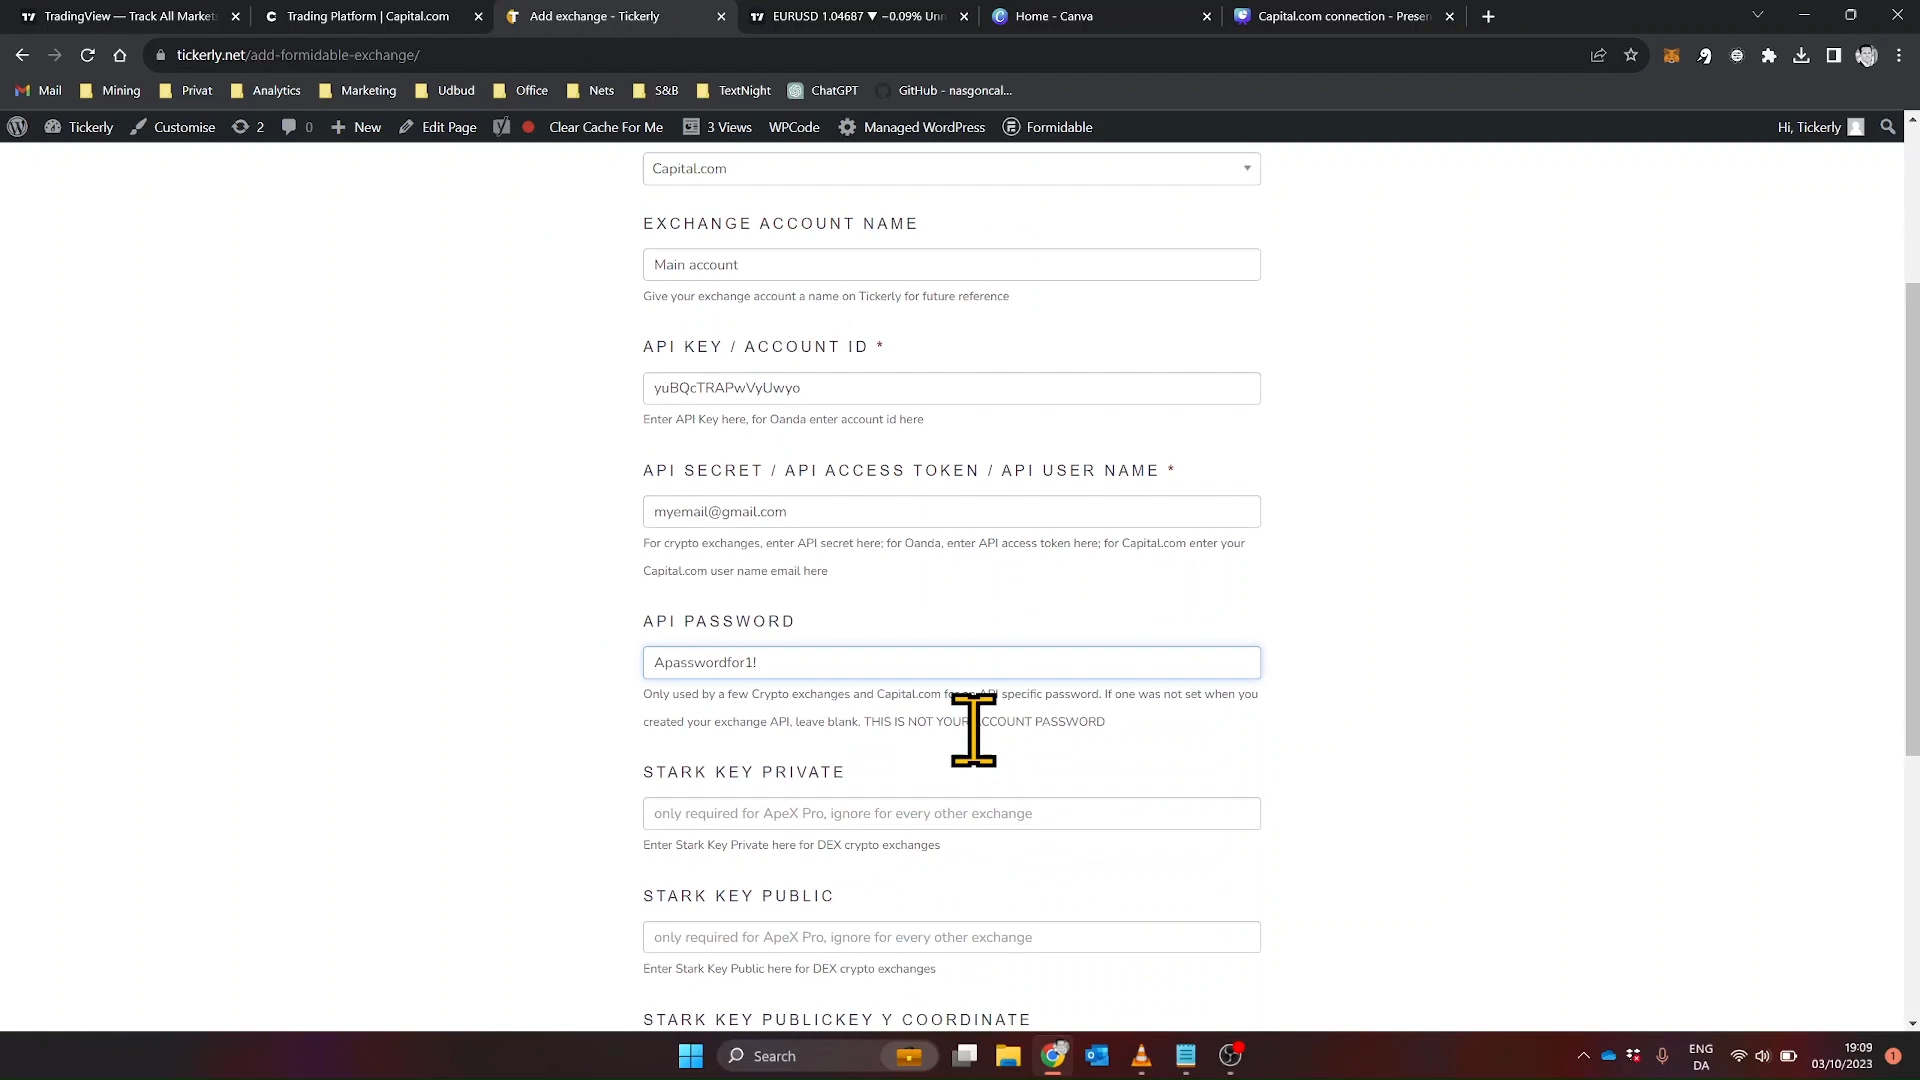 TradingView — Track All Market
Trading Platform | Capital.com
Add exchange - Tickerly
EURUSD 1.04687 ▼ −0.09% Unn
Home - Canva
Capital.com connection - Presen
tickerly.net/add-formidable-exchange/
Mail
Mining
Privat
Analytics
Marketing
Udbud
Office
Nets
S&B
TextNight
ChatGPT
GitHub - nasgoncal...
Tickerly
Customise
2
0
New
Edit Page
Clear Cache For Me
3 Views
WPCode
Managed WordPress
Formidable
Hi, Tickerly
Capital.com
EXCHANGE ACCOUNT NAME
Main account
Give your exchange account a name on Tickerly for future reference
API KEY / ACCOUNT ID *
yuBQcTRAPwVyUwyo
Enter API Key here, for Oanda enter account id here
API SECRET / API ACCESS TOKEN / API USER NAME *
myemail@gmail.com
For crypto exchanges, enter API secret here; for Oanda, enter API access token here; for Capital.com enter your
Capital.com user name email here
API PASSWORD
Apasswordfor1!
Only used by a few Crypto exchanges and Capital.com for an API specific password. If one was not set when you
created your exchange API, leave blank. THIS IS NOT YOUR ACCOUNT PASSWORD
STARK KEY PRIVATE
only required for ApeX Pro, ignore for every other exchange
Enter Stark Key Private here for DEX crypto exchanges
STARK KEY PUBLIC
only required for ApeX Pro, ignore for every other exchange
Enter Stark Key Public here for DEX crypto exchanges
STARK KEY PUBLICKEY Y COORDINATE
Search
ENG
DA
19:09
03/10/2023
1